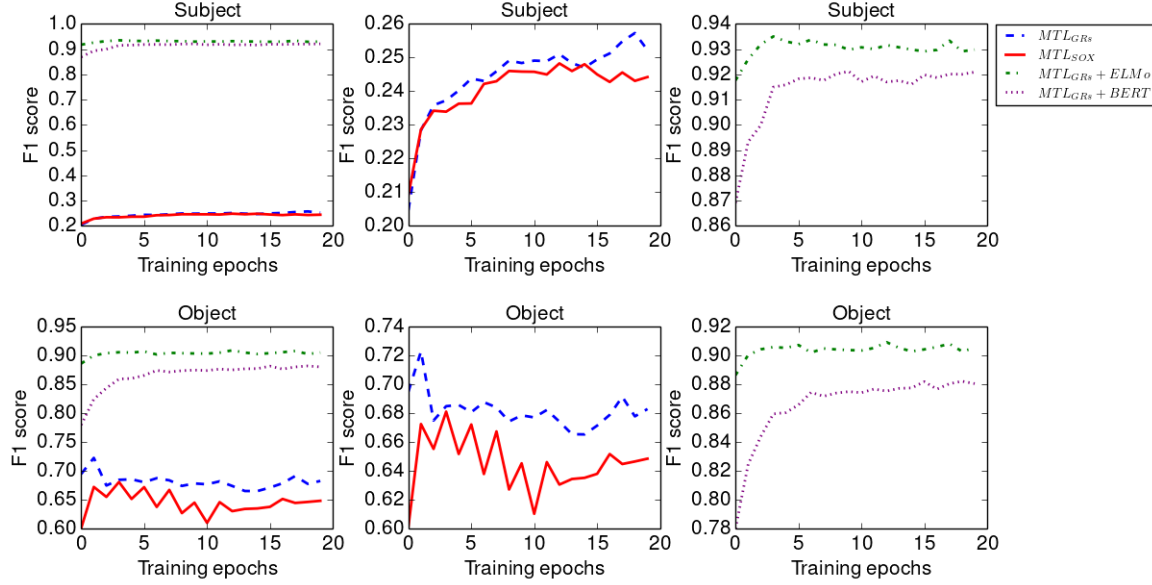 Subject
1.0
0.9
0.8
0.7
0.6
0.5
0.4
0.3
0.2
F1 score
0 5 10 15 20
Training epochs
Subject
0.26
0.25
0.24
0.23
0.22
0.21
0.20
F1 score
0 5 10 15 20
Training epochs
Subject
0.94
0.93
0.92
0.91
0.90
0.89
0.88
0.87
0.86
F1 score
0 5 10 15 20
Training epochs
MTL_GRs
MTL_SOX
MTL_GRs + ELMo
MTL_GRs + BERT
Object
0.95
0.90
0.85
0.80
0.75
0.70
0.65
0.60
F1 score
0 5 10 15 20
Training epochs
Object
0.74
0.72
0.70
0.68
0.66
0.64
0.62
0.60
F1 score
0 5 10 15 20
Training epochs
Object
0.92
0.90
0.88
0.86
0.84
0.82
0.80
0.78
F1 score
0 5 10 15 20
Training epochs